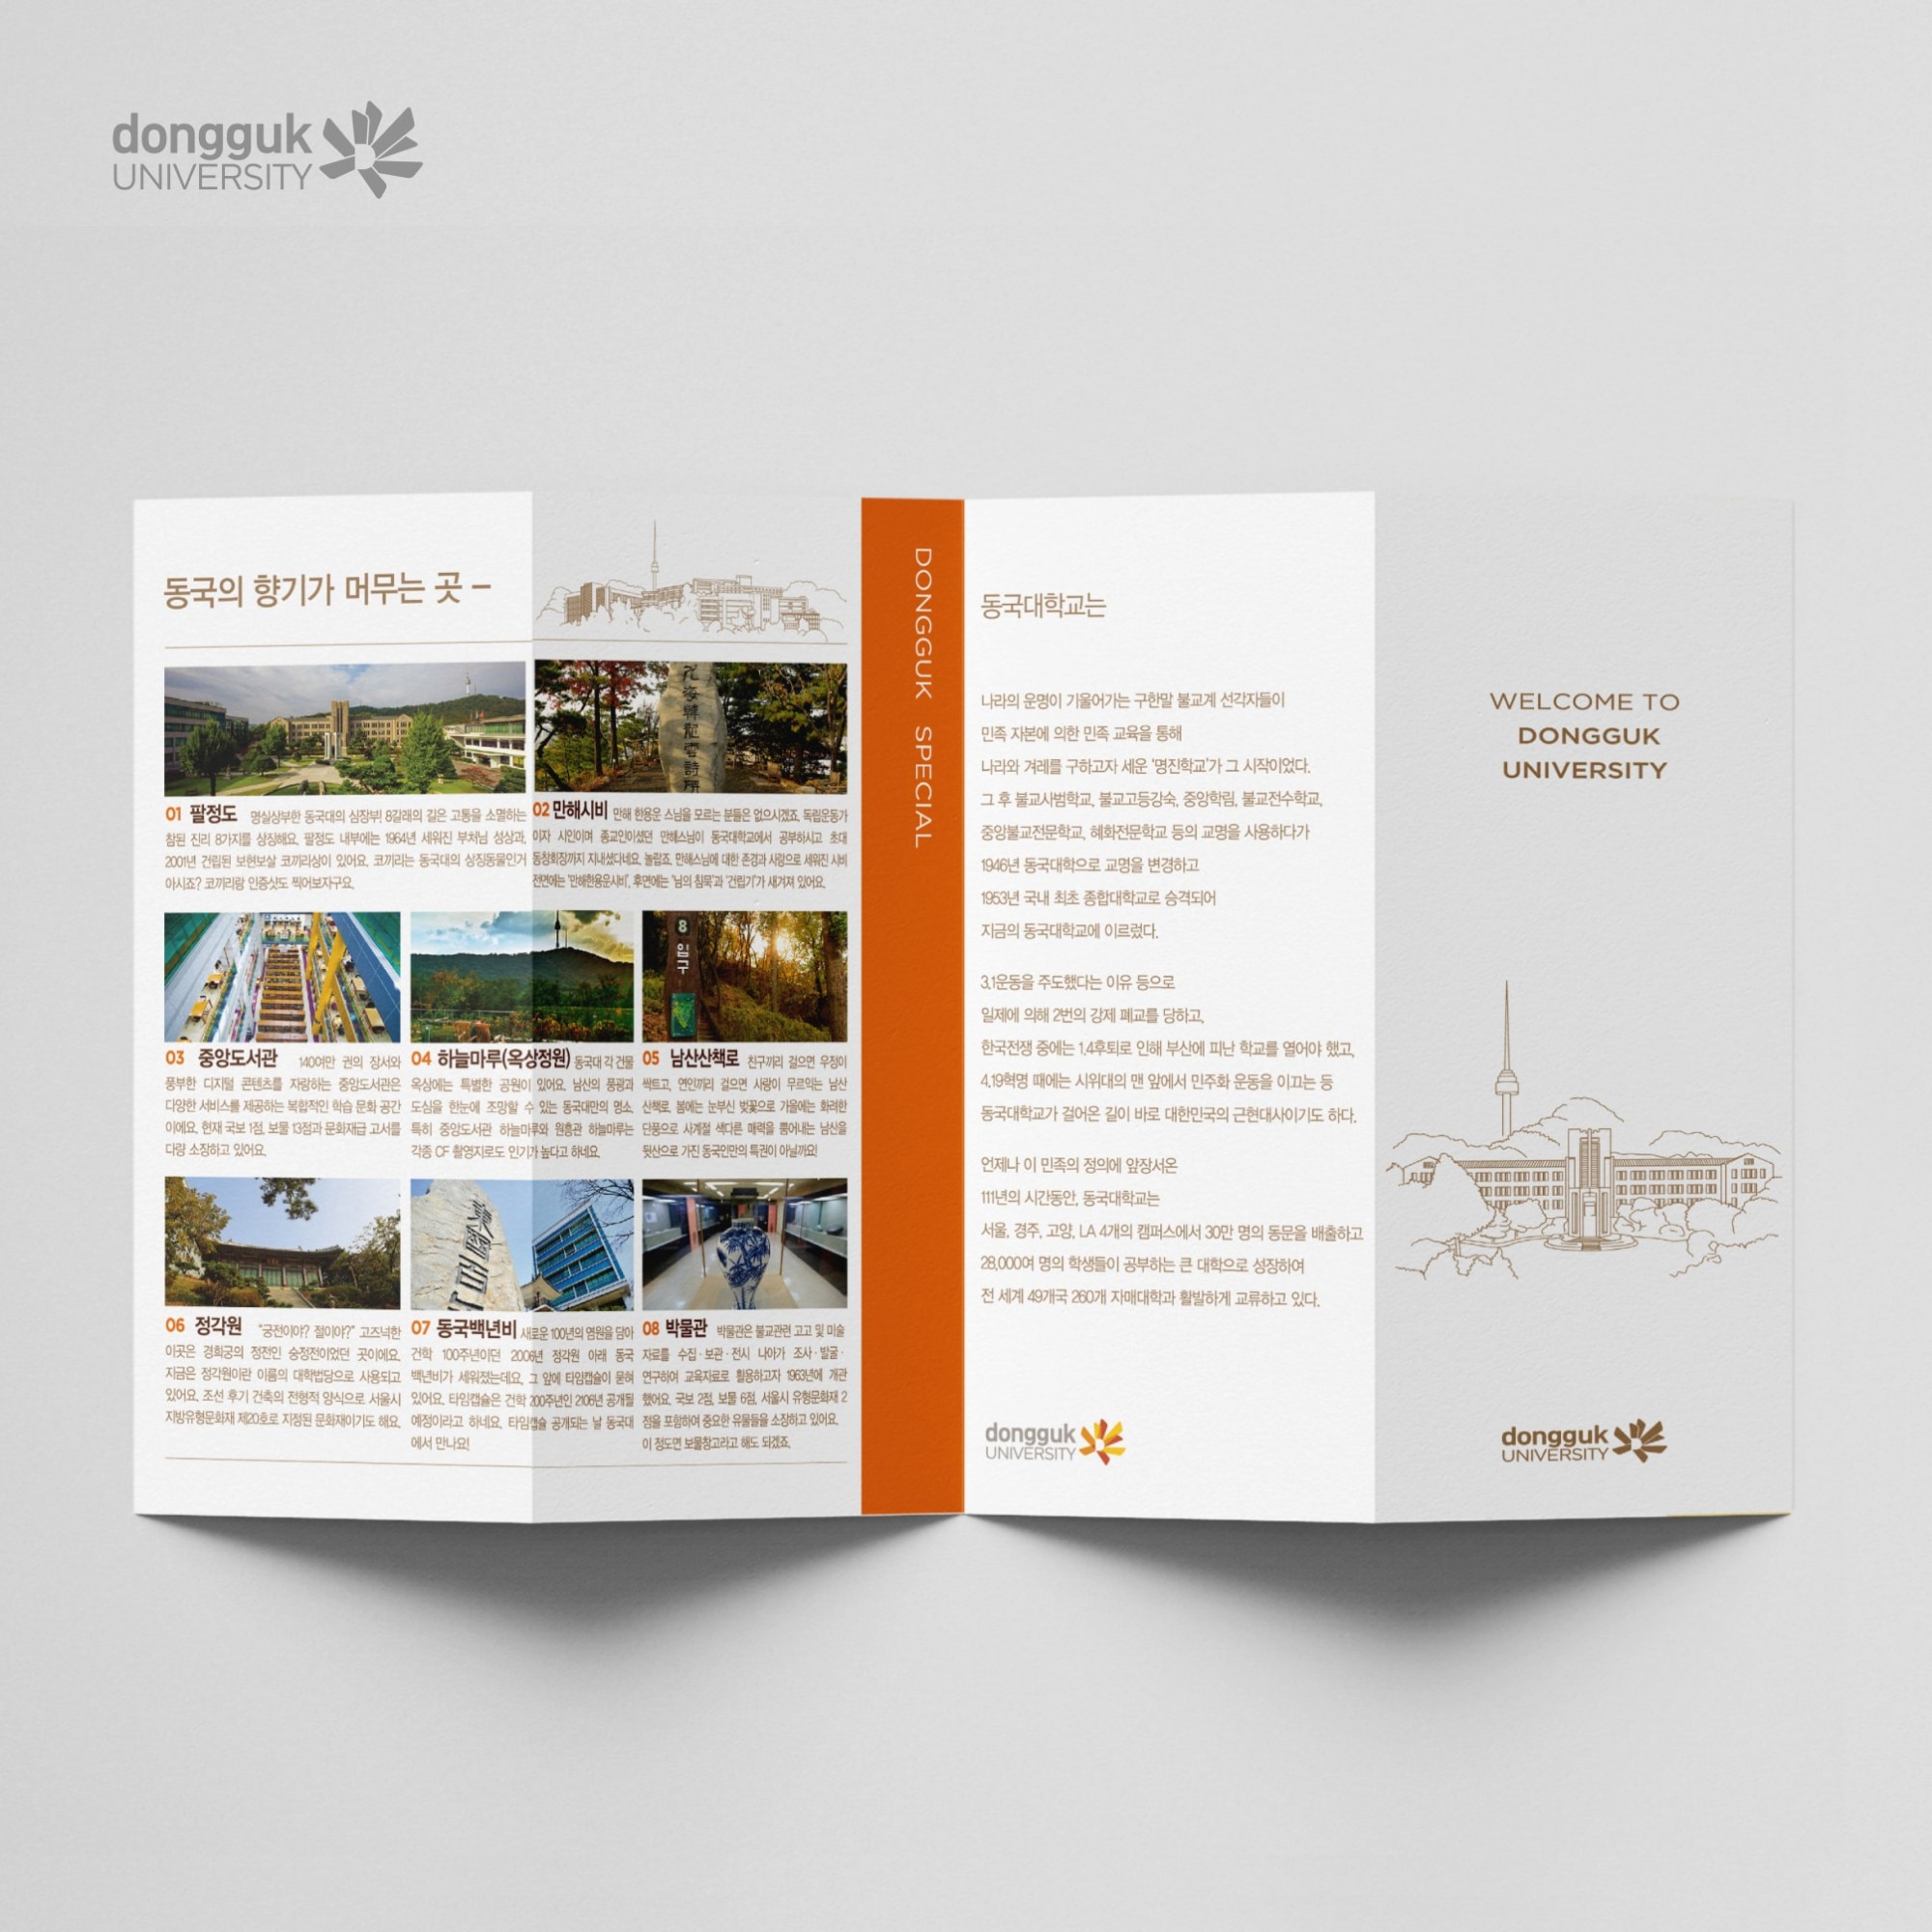 dongguk
UNIVERSITY
동국의 향기가 머무는 곳 –
01 팔정도 명실상부한 동국대의 심장부! 8갈래의 길은 고통을 소멸하는
참된 진리 8가지를 상징해요. 팔정도 내부에는 1964년 세워진 부처님 성상과,
2001년 건립된 보현보살 코끼리상이 있어요. 코끼리는 동국대의 상징동물인거
아시죠? 코끼리랑 인증샷도 찍어보자구요.
02 만해시비 만해 한용운 스님을 모르는 분들은 없으시겠죠. 독립운동가
이자 시인이며 종교인이셨던 만해스님이 동국대학교에서 공부하시고 초대
동창회장까지 지내셨다네요. 놀랍죠. 만해스님에 대한 존경과 사랑으로 세워진 시비
전면에는 '만해한용운시비', 후면에는 '님의 침묵'과 '건립기'가 새겨져 있어요.
8
입
구
03 중앙도서관 140여만 권의 장서와
풍부한 디지털 콘텐츠를 자랑하는 중앙도서관은
다양한 서비스를 제공하는 복합적인 학습 문화 공간
이에요. 현재 국보 1점, 보물 13점과 문화재급 고서를
다량 소장하고 있어요.
04 하늘마루(옥상정원) 동국대 각 건물
옥상에는 특별한 공원이 있어요. 남산의 풍광과
도심을 한눈에 조망할 수 있는 동국대만의 명소.
특히 중앙도서관 하늘마루와 원흥관 하늘마루는
각종 CF 촬영지로도 인기가 높다고 하네요.
05 남산산책로 친구끼리 걸으면 우정이
싹트고, 연인끼리 걸으면 사랑이 무르익는 남산
산책로. 봄에는 눈부신 벚꽃으로 가을에는 화려한
단풍으로 사계절 색다른 매력을 뿜어내는 남산을
뒷산으로 가진 동국인만의 특권이 아닐까요!
06 정각원 "궁전이야? 절이야?" 고즈넉한
이곳은 경희궁의 정전인 숭정전이었던 곳이에요.
지금은 정각원이란 이름의 대학법당으로 사용되고
있어요. 조선 후기 건축의 전형적 양식으로 서울시
지방유형문화재 제20호로 지정된 문화재이기도 해요.
07 동국백년비 새로운 100년의 염원을 담아
건학 100주년이던 2006년 정각원 아래 동국
백년비가 세워졌는데요. 그 앞에 타임캡슐이 묻혀
있어요. 타임캡슐은 건학 200주년인 2106년 공개될
예정이라고 하네요. 타임캡슐 공개되는 날 동국대
에서 만나요!
08 박물관 박물관은 불교관련 고고 및 미술
자료를 수집·보관·전시 나아가 조사·발굴·
연구하여 교육자료로 활용하고자 1963년에 개관
했어요. 국보 2점, 보물 6점, 서울시 유형문화재 2
점을 포함하여 중요한 유물들을 소장하고 있어요.
이 정도면 보물창고라고 해도 되겠죠.
DONGGUK SPECIAL
동국대학교는
나라의 운명이 기울어가는 구한말 불교계 선각자들이
민족 자본에 의한 민족 교육을 통해
나라와 겨레를 구하고자 세운 '명진학교'가 그 시작이었다.
그 후 불교사범학교, 불교고등강숙, 중앙학림, 불교전수학교,
중앙불교전문학교, 혜화전문학교 등의 교명을 사용하다가
1946년 동국대학으로 교명을 변경하고
1953년 국내 최초 종합대학교로 승격되어
지금의 동국대학교에 이르렀다.
3.1운동을 주도했다는 이유 등으로
일제에 의해 2번의 강제 폐교를 당하고,
한국전쟁 중에는 1.4후퇴로 인해 부산에 피난 학교를 열어야 했고,
4.19혁명 때에는 시위대의 맨 앞에서 민주화 운동을 이끄는 등
동국대학교가 걸어온 길이 바로 대한민국의 근현대사이기도 하다.
언제나 이 민족의 정의에 앞장서온
111년의 시간동안, 동국대학교는
서울, 경주, 고양, LA 4개의 캠퍼스에서 30만 명의 동문을 배출하고
28,000여 명의 학생들이 공부하는 큰 대학으로 성장하여
전 세계 49개국 260개 자매대학과 활발하게 교류하고 있다.
dongguk
UNIVERSITY
WELCOME TO
DONGGUK
UNIVERSITY
dongguk
UNIVERSITY